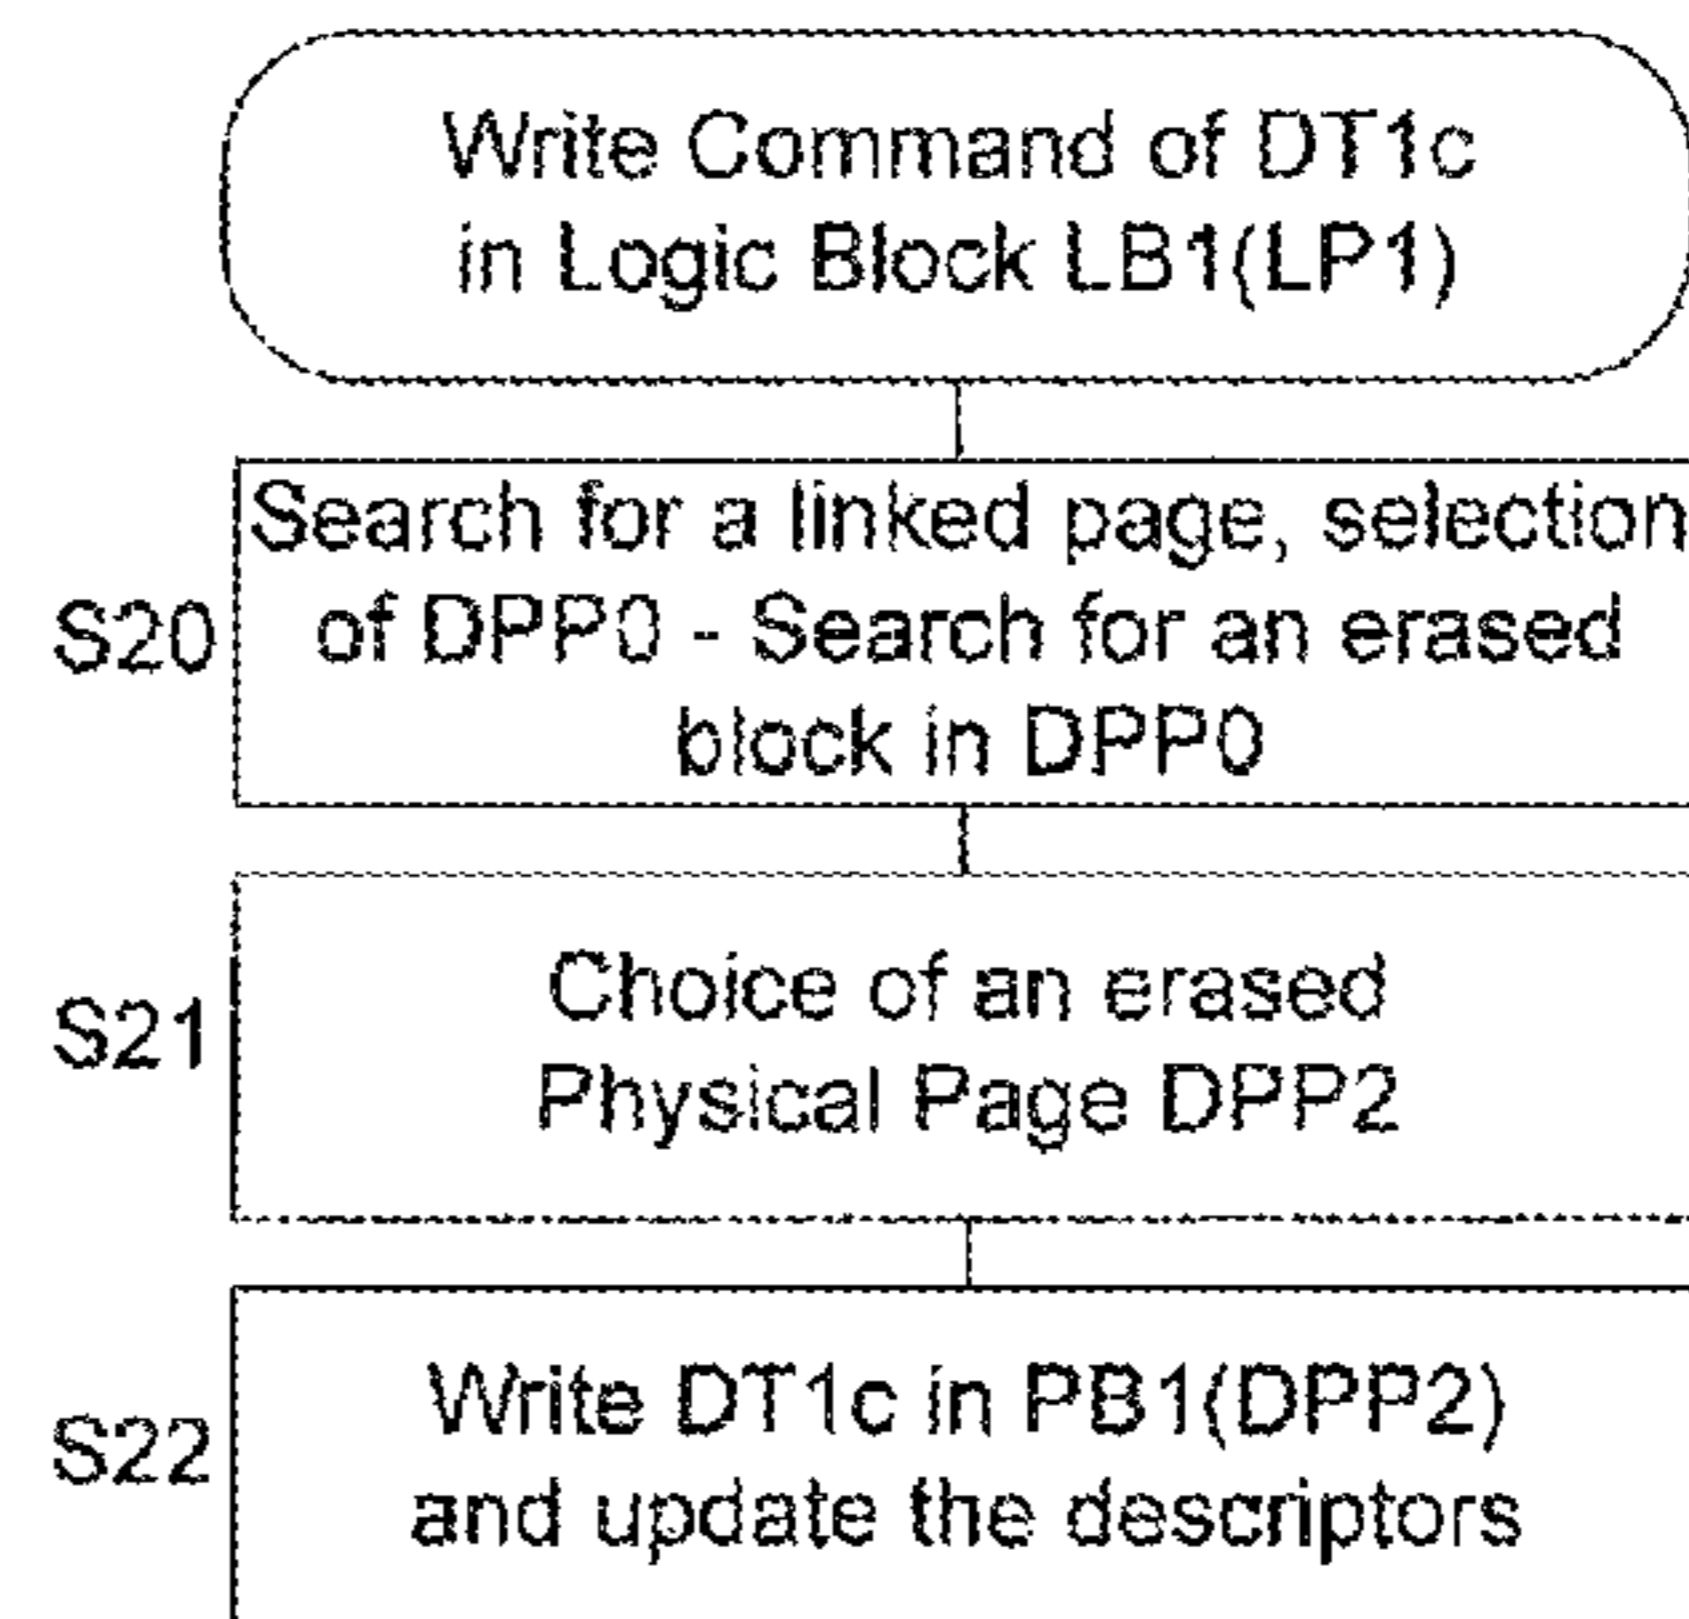 Write Command of DT1c
in Logic Block LB1(LP1)
Search for a linked page, selection
S20 of DPP0 - Search for an erased
block in DPP0
Choice of an erased
S21
Physical Page DPP2
Write DT1c in PB1(DPP2)
S22
and update the descriptors